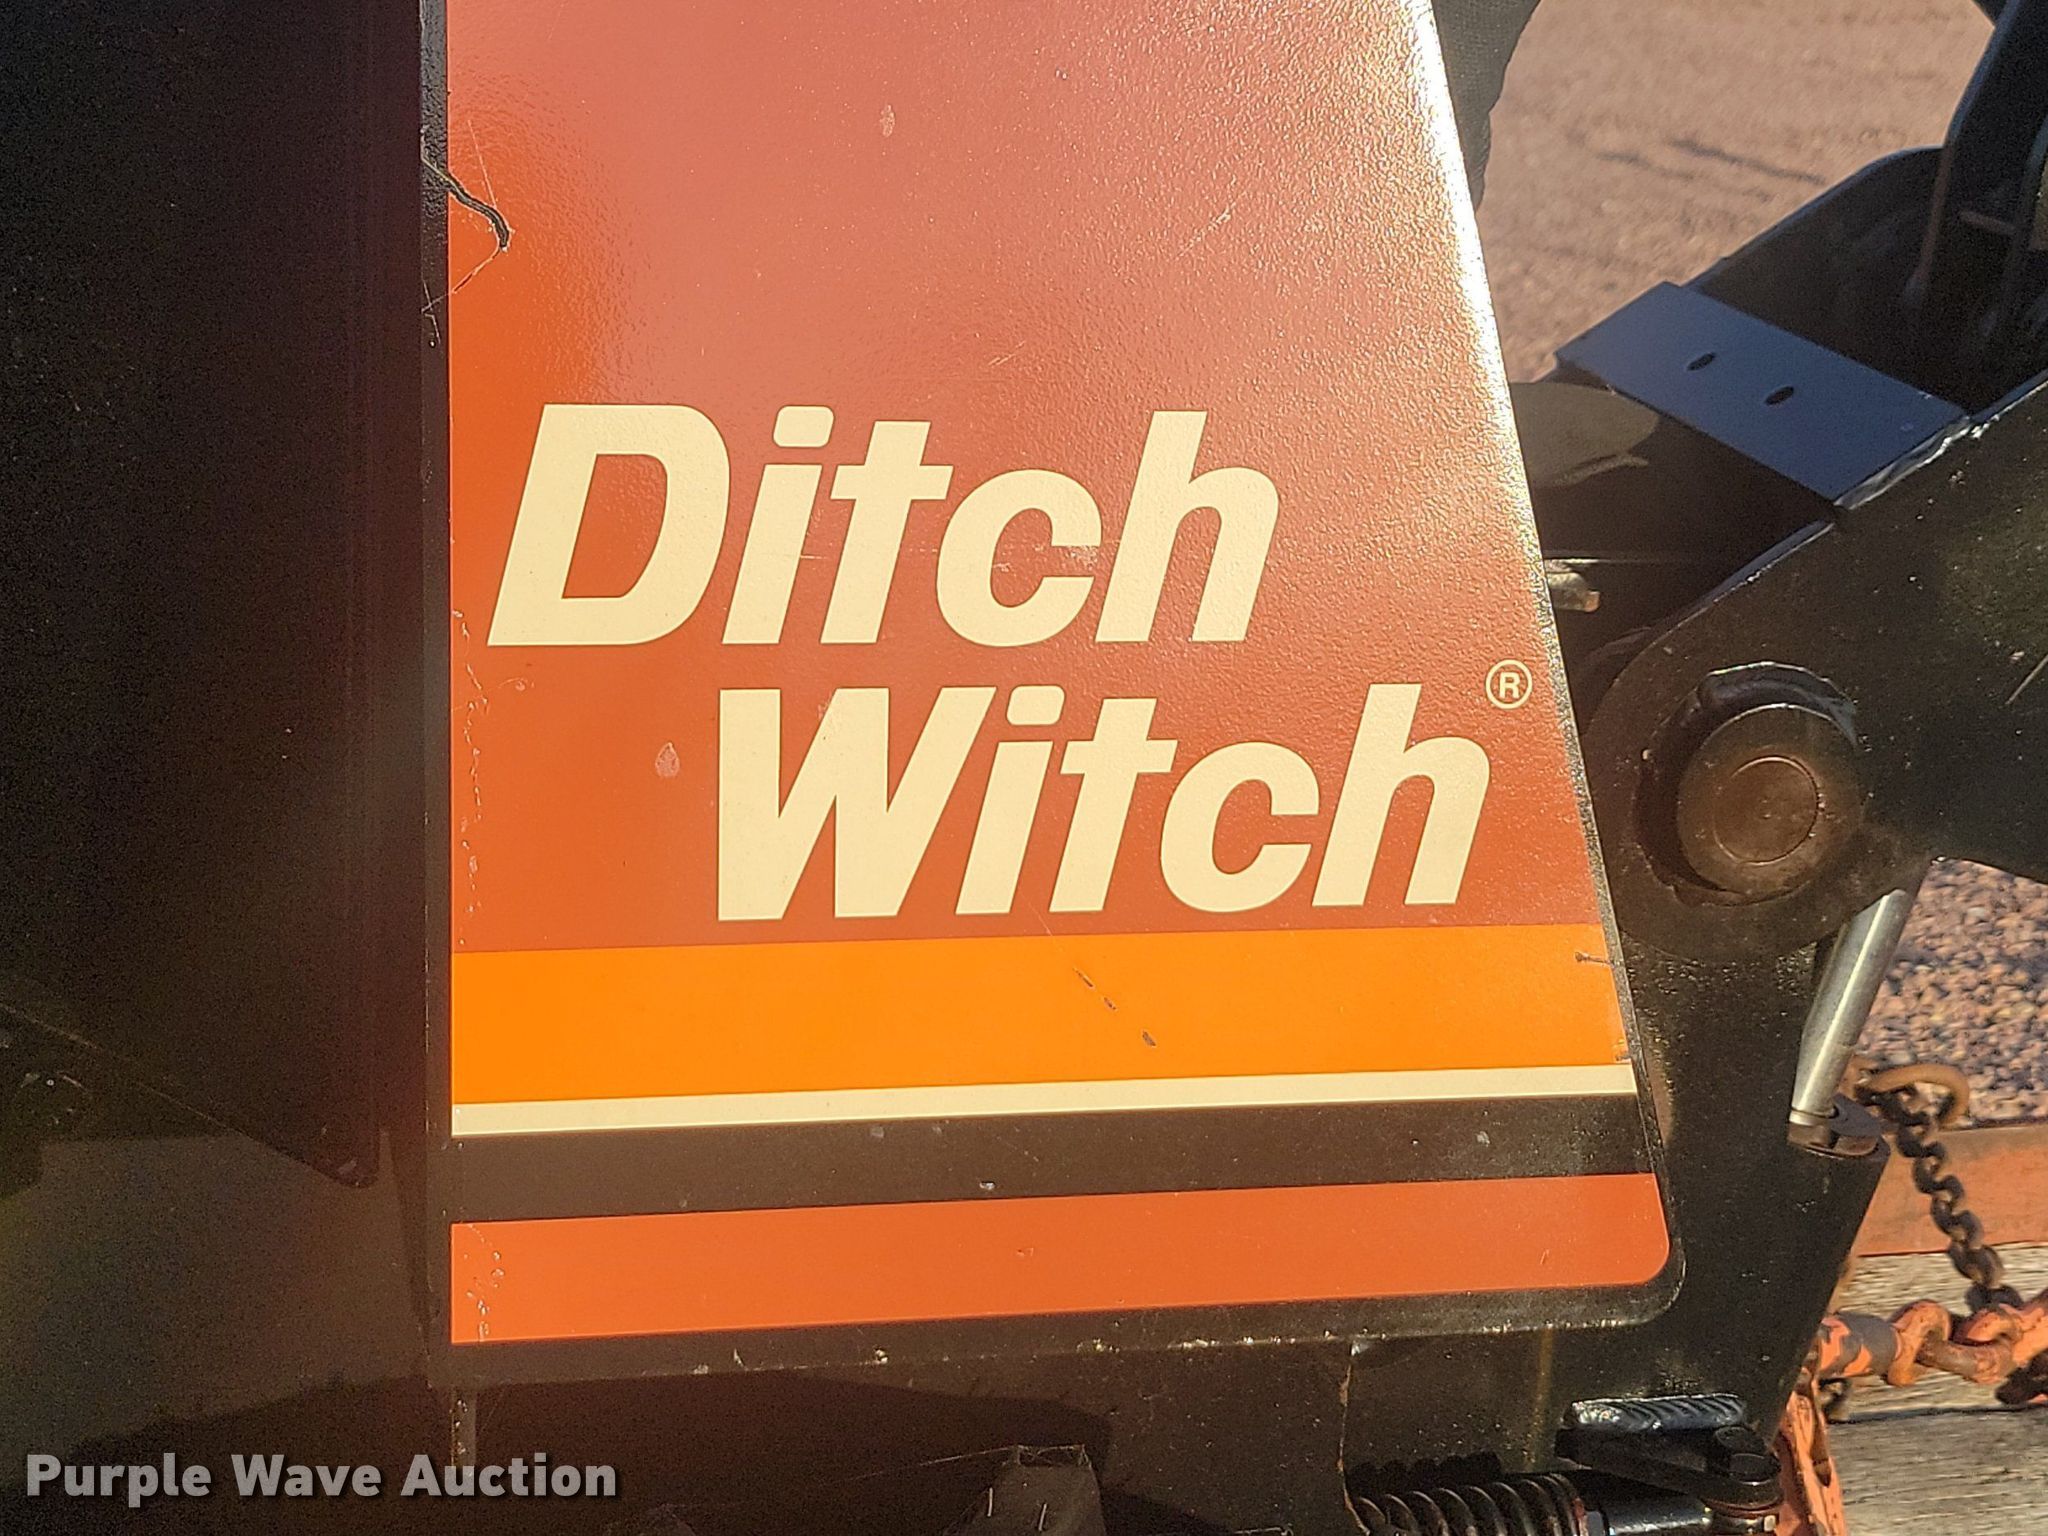 Ditch
Witch®
Purple Wave Auction